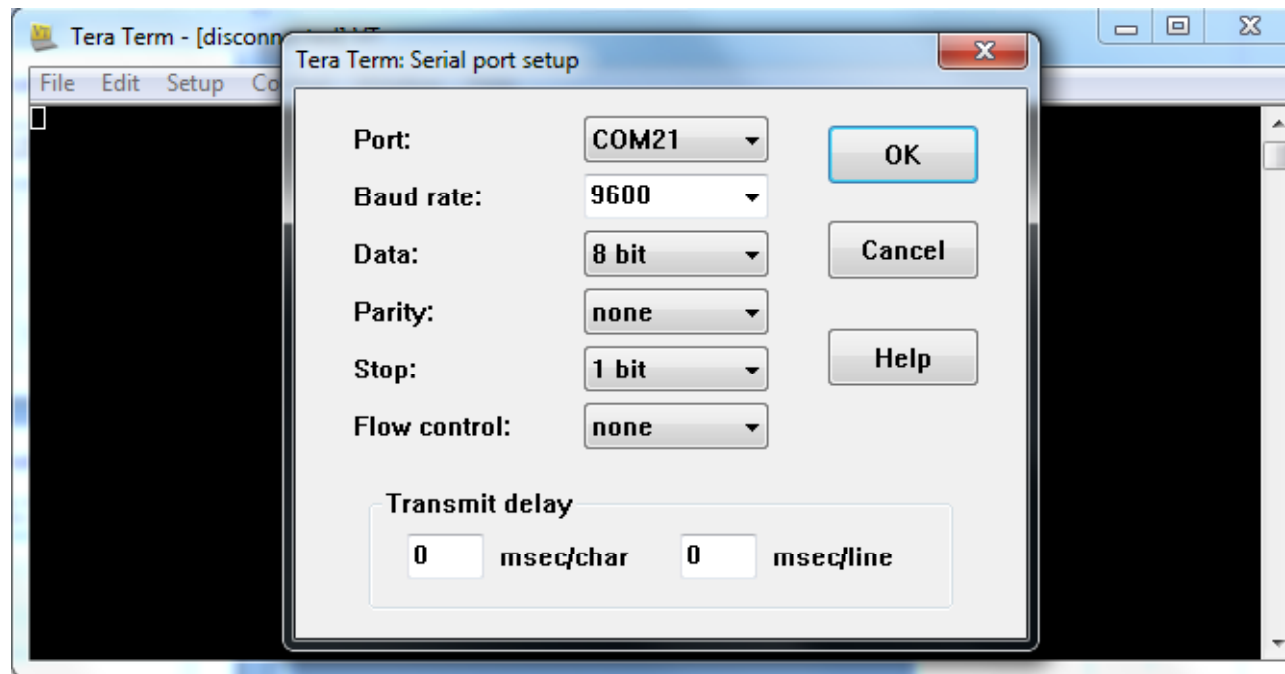 Tera Term - [disconn
Tera Term: Serial port setup
File Edit Setup Co
Port: COM21
OK
Baud rate: 9600
Data: 8 bit
Cancel
Parity: none
Stop: 1 bit
Help
Flow control: none
Transmit delay
0 msec/char 0 msec/line